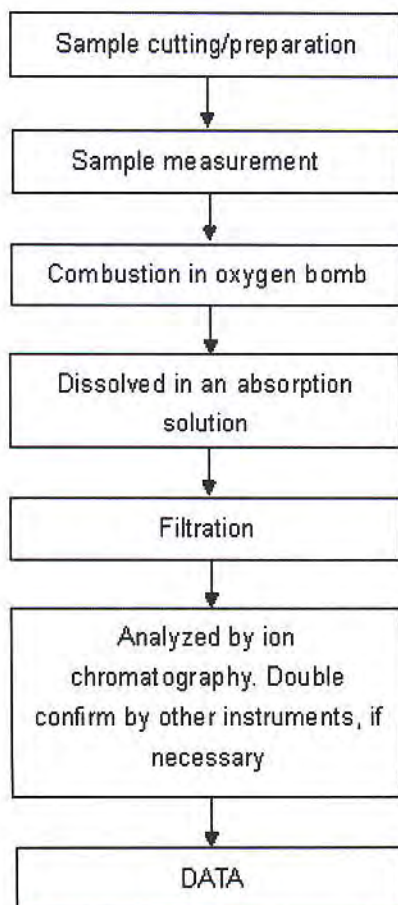 Sample cutting/preparation
Sample measurement
Combustion in oxygen bomb
Dissolved in an absorption
solution
Filtration
Analyzed by ion
chromatography. Double
confirm by other instruments, if
necessary
DATA